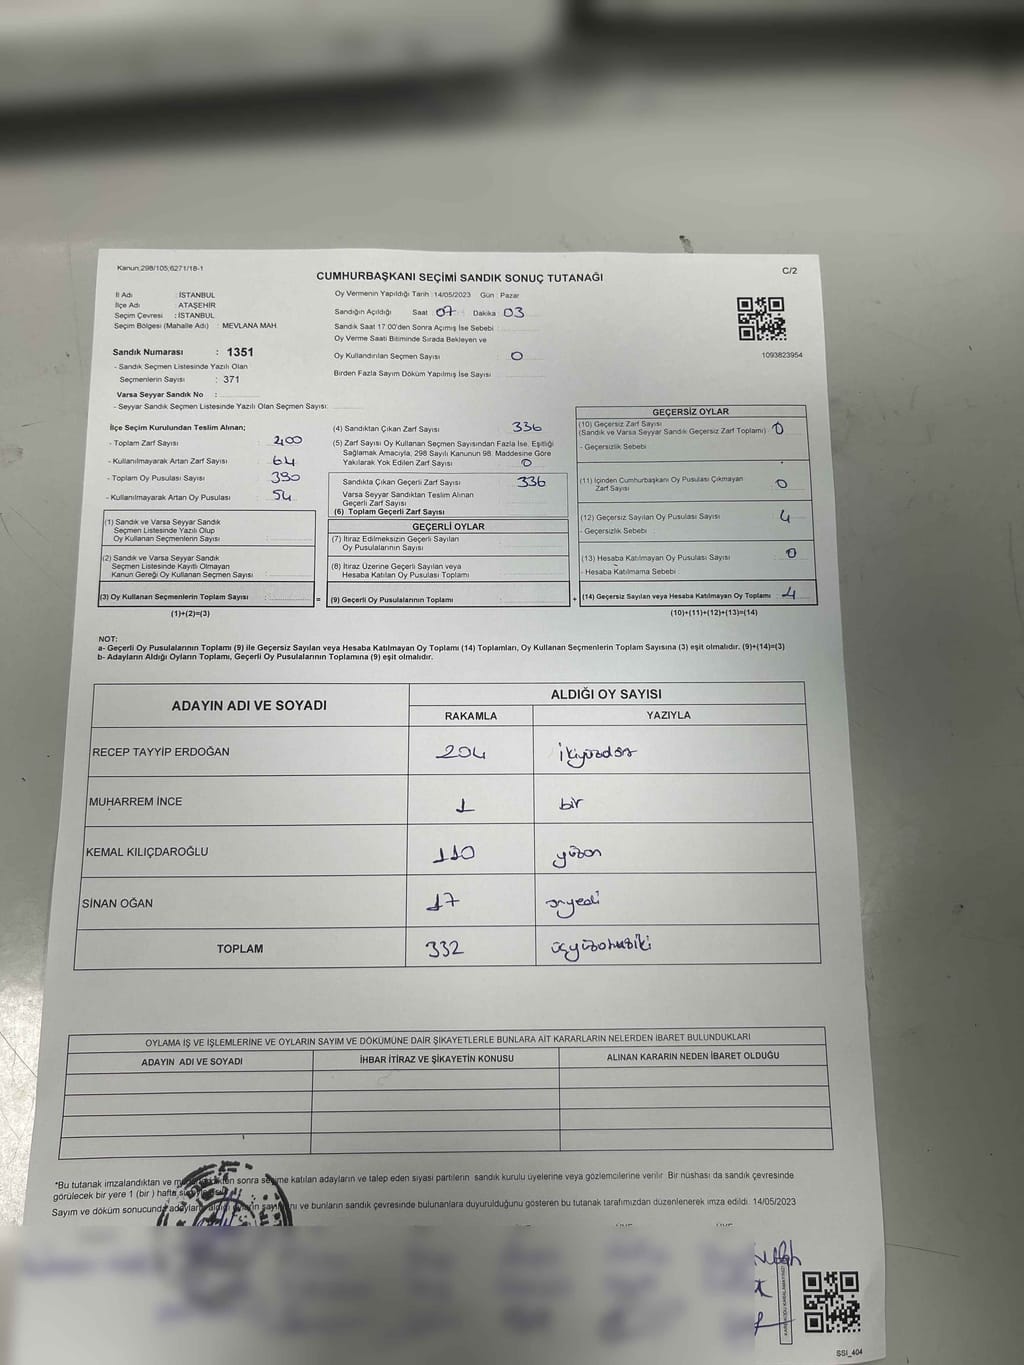 Kanun;298/105;6271/18-1
C/2
CUMHURBAŞKANI SEÇİMİ SANDIK SONUÇ TUTANAĞI
İl Adı : İSTANBUL
İlçe Adı : ATAŞEHİR
Seçim Çevresi : İSTANBUL
Seçim Bölgesi (Mahalle Adı) : MEVLANA MAH
Sandık Numarası : 1351
- Sandık Seçmen Listesinde Yazılı Olan
Seçmenlerin Sayısı : 371
Varsa Seyyar Sandık No :
- Seyyar Sandık Seçmen Listesinde Yazılı Olan Seçmen Sayısı:
Oy Vermenin Yapıldığı Tarih : 14/05/2023 Gün : Pazar
Sandığın Açıldığı Saat : 07 Dakika : 03
Sandık Saat 17.00'den Sonra Açımış İse Sebebi :
Oy Verme Saati Bitiminde Sırada Bekleyen ve
Oy Kullandırılan Seçmen Sayısı : 0
Birden Fazla Sayım Döküm Yapılmış İse Sayısı :
1093823954
İlçe Seçim Kurulundan Teslim Alınan;
- Toplam Zarf Sayısı : 400
- Kullanılmayarak Artan Zarf Sayısı : 64
- Toplam Oy Pusulası Sayısı : 390
- Kullanılmayarak Artan Oy Pusulası : 54
(1) Sandık ve Varsa Seyyar Sandık
Seçmen Listesinde Yazılı Olup
Oy Kullanan Seçmenlerin Sayısı :
(2) Sandık ve Varsa Seyyar Sandık
Seçmen Listesinde Kayıtlı Olmayan
Kanun Gereği Oy Kullanan Seçmen Sayısı :
(3) Oy Kullanan Seçmenlerin Toplam Sayısı :
(1)+(2)=(3)
(4) Sandıktan Çıkan Zarf Sayısı : 336
(5) Zarf Sayısı Oy Kullanan Seçmen Sayısından Fazla İse, Eşitliği
Sağlamak Amacıyla, 298 Sayılı Kanunun 98. Maddesine Göre
Yakılarak Yok Edilen Zarf Sayısı : 0
Sandıkta Çıkan Geçerli Zarf Sayısı : 336
Varsa Seyyar Sandıktan Teslim Alınan
Geçerli Zarf Sayısı
(6) Toplam Geçerli Zarf Sayısı
GEÇERLİ OYLAR
(7) İtiraz Edilmeksizin Geçerli Sayılan
Oy Pusulalarının Sayısı :
(8) İtiraz Üzerine Geçerli Sayılan veya
Hesaba Katılan Oy Pusulası Toplamı :
= (9) Geçerli Oy Pusulalarının Toplamı :
GEÇERSİZ OYLAR
(10) Geçersiz Zarf Sayısı
(Sandık ve Varsa Seyyar Sandık Geçersiz Zarf Toplamı) : 0
- Geçersizlik Sebebi :
(11) İçinden Cumhurbaşkanı Oy Pusulası Çıkmayan
Zarf Sayısı : 0
(12) Geçersiz Sayılan Oy Pusulası Sayısı : 4
- Geçersizlik Sebebi :
(13) Hesaba Katılmayan Oy Pusulası Sayısı : 0
- Hesaba Katılmama Sebebi :
+ (14) Geçersiz Sayılan veya Hesaba Katılmayan Oy Toplamı : 4
(10)+(11)+(12)+(13)=(14)
NOT:
a- Geçerli Oy Pusulalarının Toplamı (9) ile Geçersiz Sayılan veya Hesaba Katılmayan Oy Toplamı (14) Toplamları, Oy Kullanan Seçmenlerin Toplam Sayısına (3) eşit olmalıdır. (9)+(14)=(3)
b- Adayların Aldığı Oyların Toplamı, Geçerli Oy Pusulalarının Toplamına (9) eşit olmalıdır.
ADAYIN ADI VE SOYADI
ALDIĞI OY SAYISI
RAKAMLA YAZIYLA
RECEP TAYYİP ERDOĞAN 204 ikiyüzdört
MUHARREM İNCE 1 bir
KEMAL KILIÇDAROĞLU 110 yüzon
SİNAN OĞAN 17 onyedi
TOPLAM 332 üçyüzotuziki
OYLAMA İŞ VE İŞLEMLERİNE VE OYLARIN SAYIM VE DÖKÜMÜNE DAİR ŞİKAYETLERLE BUNLARA AİT KARARLARIN NELERDEN İBARET BULUNDUKLARI
ADAYIN ADI VE SOYADI İHBAR İTİRAZ VE ŞİKAYETİN KONUSU ALINAN KARARIN NEDEN İBARET OLDUĞU
*Bu tutanak imzalandıktan ve sonra seçime katılan adayların ve talep eden siyasi partilerin sandık kurulu üyelerine veya gözlemcilerine verilir. Bir nüshası da sandık çevresinde
görülecek bir yere 1 (bir ) hafta
Sayım ve döküm sonucunda adayların aldığı oyların sayısını ve bunların sandık çevresinde bulunanlara duyurulduğunu gösteren bu tutanak tarafımızdan düzenlenerek imza edildi. 14/05/2023
SSI_404